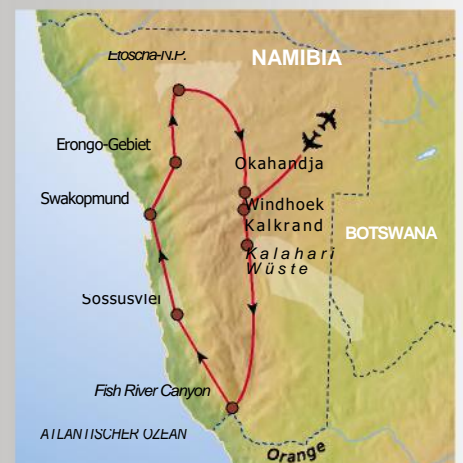 Etoscha-N.P.
NAMIBIA
Erongo-Gebiet
Okahandja
Swakopmund
Windhoek
Kalkrand
BOTSWANA
Kalahari
Wüste
Sossusvlei
Fish River Canyon
ATLANTISCHER OZEAN
Orange